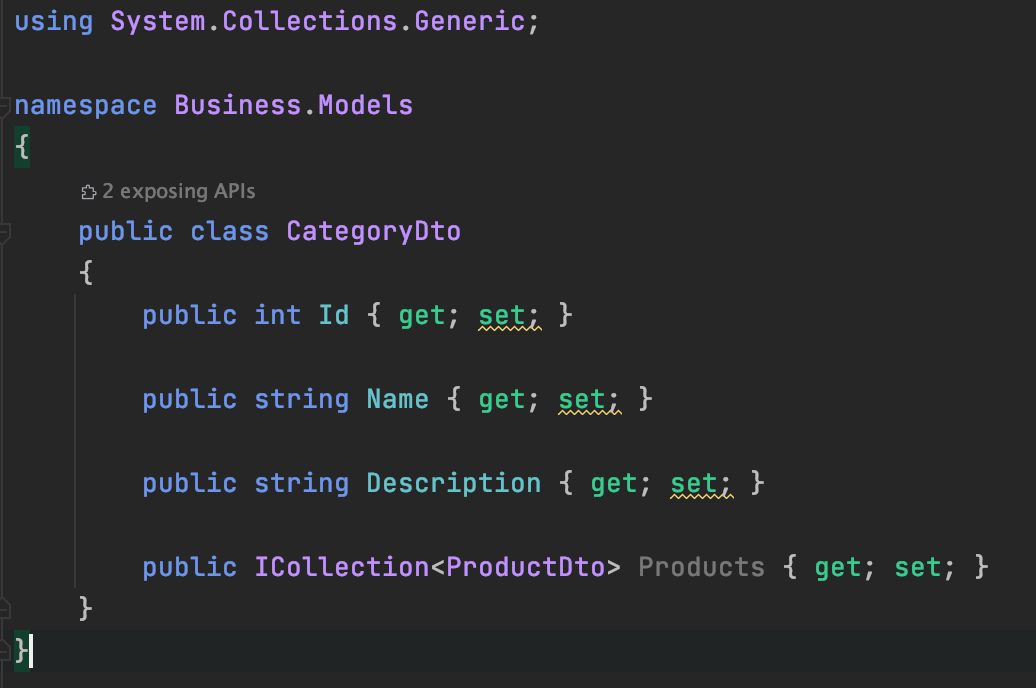 using System.Collections.Generic;
namespace Business.Models
{
2 exposing APIs
public class CategoryDto
{
public int Id { get; set; }
public string Name { get; set; }
public string Description { get; set; }
public ICollection<ProductDto> Products { get; set; }
}
}